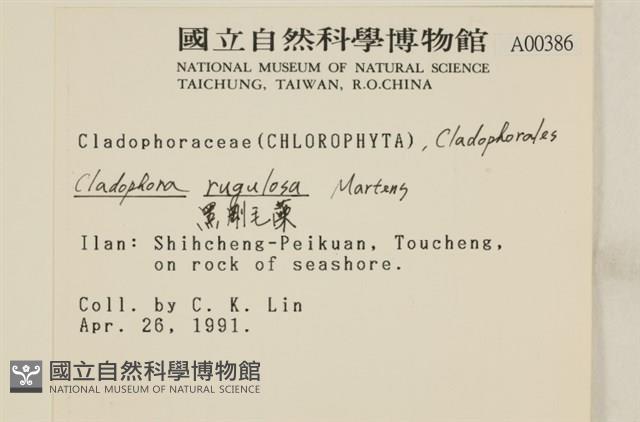 國立自然科學博物館 A00386
NATIONAL MUSEUM OF NATURAL SCIENCE
TAICHUNG, TAIWAN, R.O.CHINA
Cladophoraceae(CHLOROPHYTA), Cladophorales
Cladophora rugulosa Martens
黑剛毛藻
Ilan: Shihcheng-Peikuan, Toucheng,
on rock of seashore.
Coll. by C. K. Lin
Apr. 26, 1991.
國立自然科學博物館
NATIONAL MUSEUM OF NATURAL SCIENCE